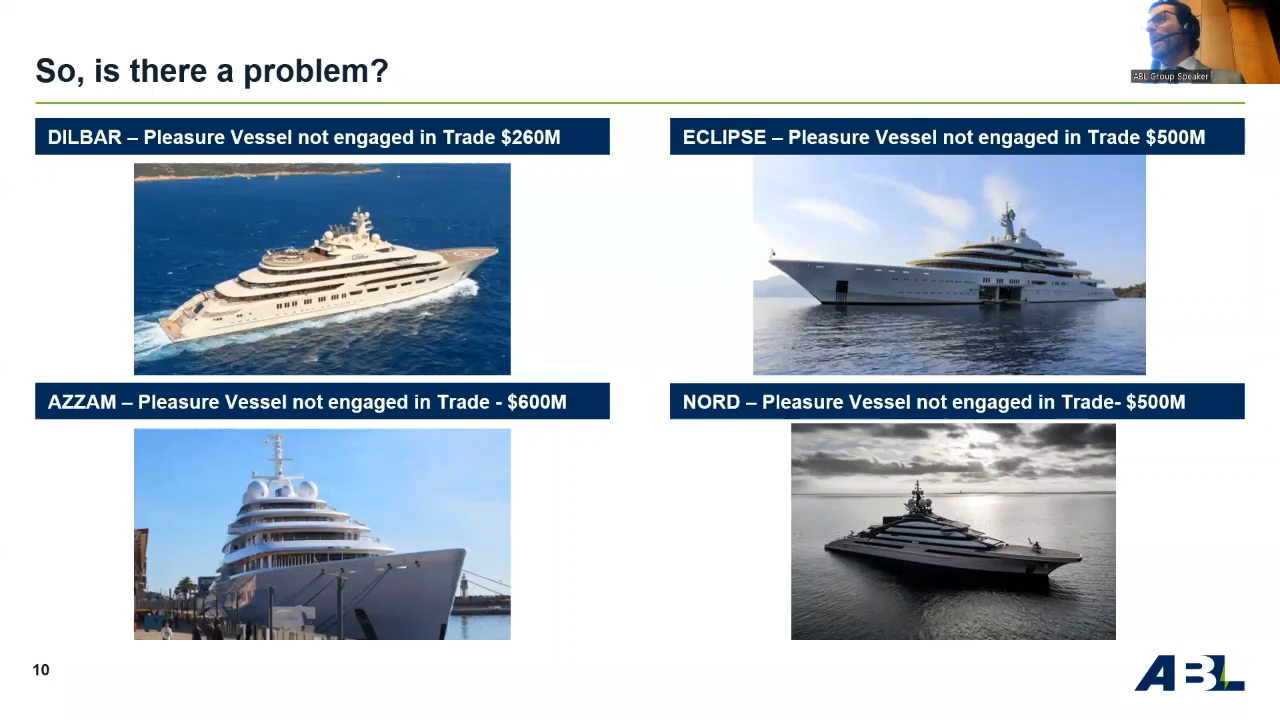 ABL Group Speaker
So, is there a problem?
DILBAR – Pleasure Vessel not engaged in Trade $260M
ECLIPSE – Pleasure Vessel not engaged in Trade $500M
AZZAM – Pleasure Vessel not engaged in Trade - $600M
NORD – Pleasure Vessel not engaged in Trade- $500M
10
ABL